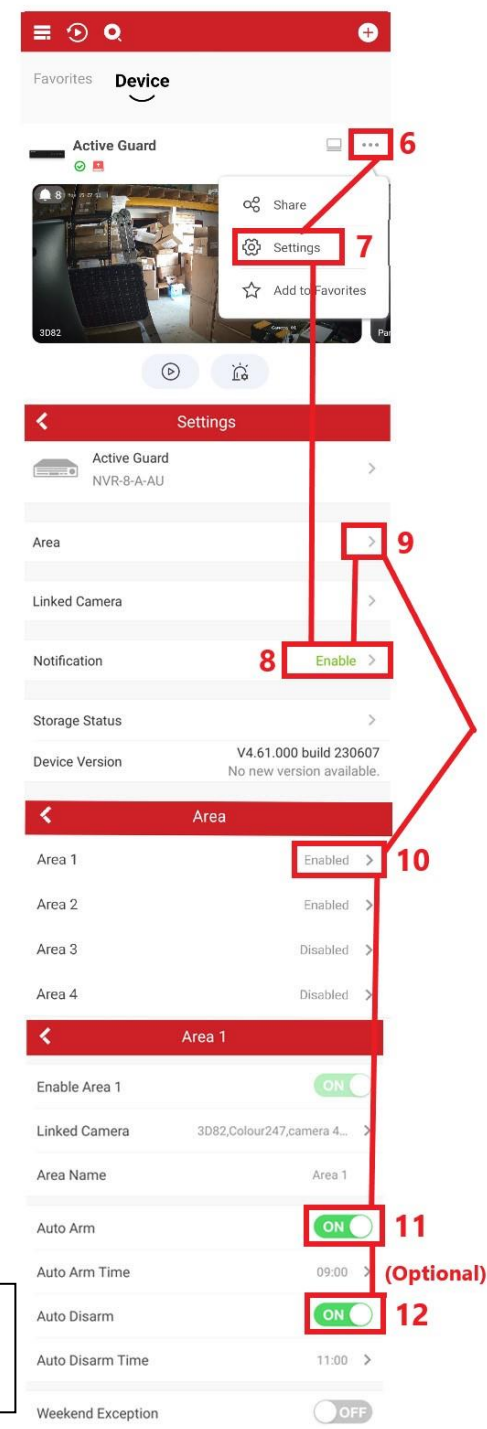 Favorites Device
Active Guard
6
8
Share
Settings
7
Add to Favorites
3D82
Settings
Active Guard
NVR-8-A-AU
Area
9
Linked Camera
Notification
8
Enable
Storage Status
Device Version
V4.61.000 build 230607
No new version available.
Area
Area 1
Enabled
10
Area 2
Enabled
Area 3
Disabled
Area 4
Disabled
Area 1
Enable Area 1
ON
Linked Camera
3D82,Colour247,camera 4...
Area Name
Area 1
Auto Arm
ON
11
Auto Arm Time
09:00
(Optional)
Auto Disarm
ON
12
Auto Disarm Time
11:00
Weekend Exception
OFF